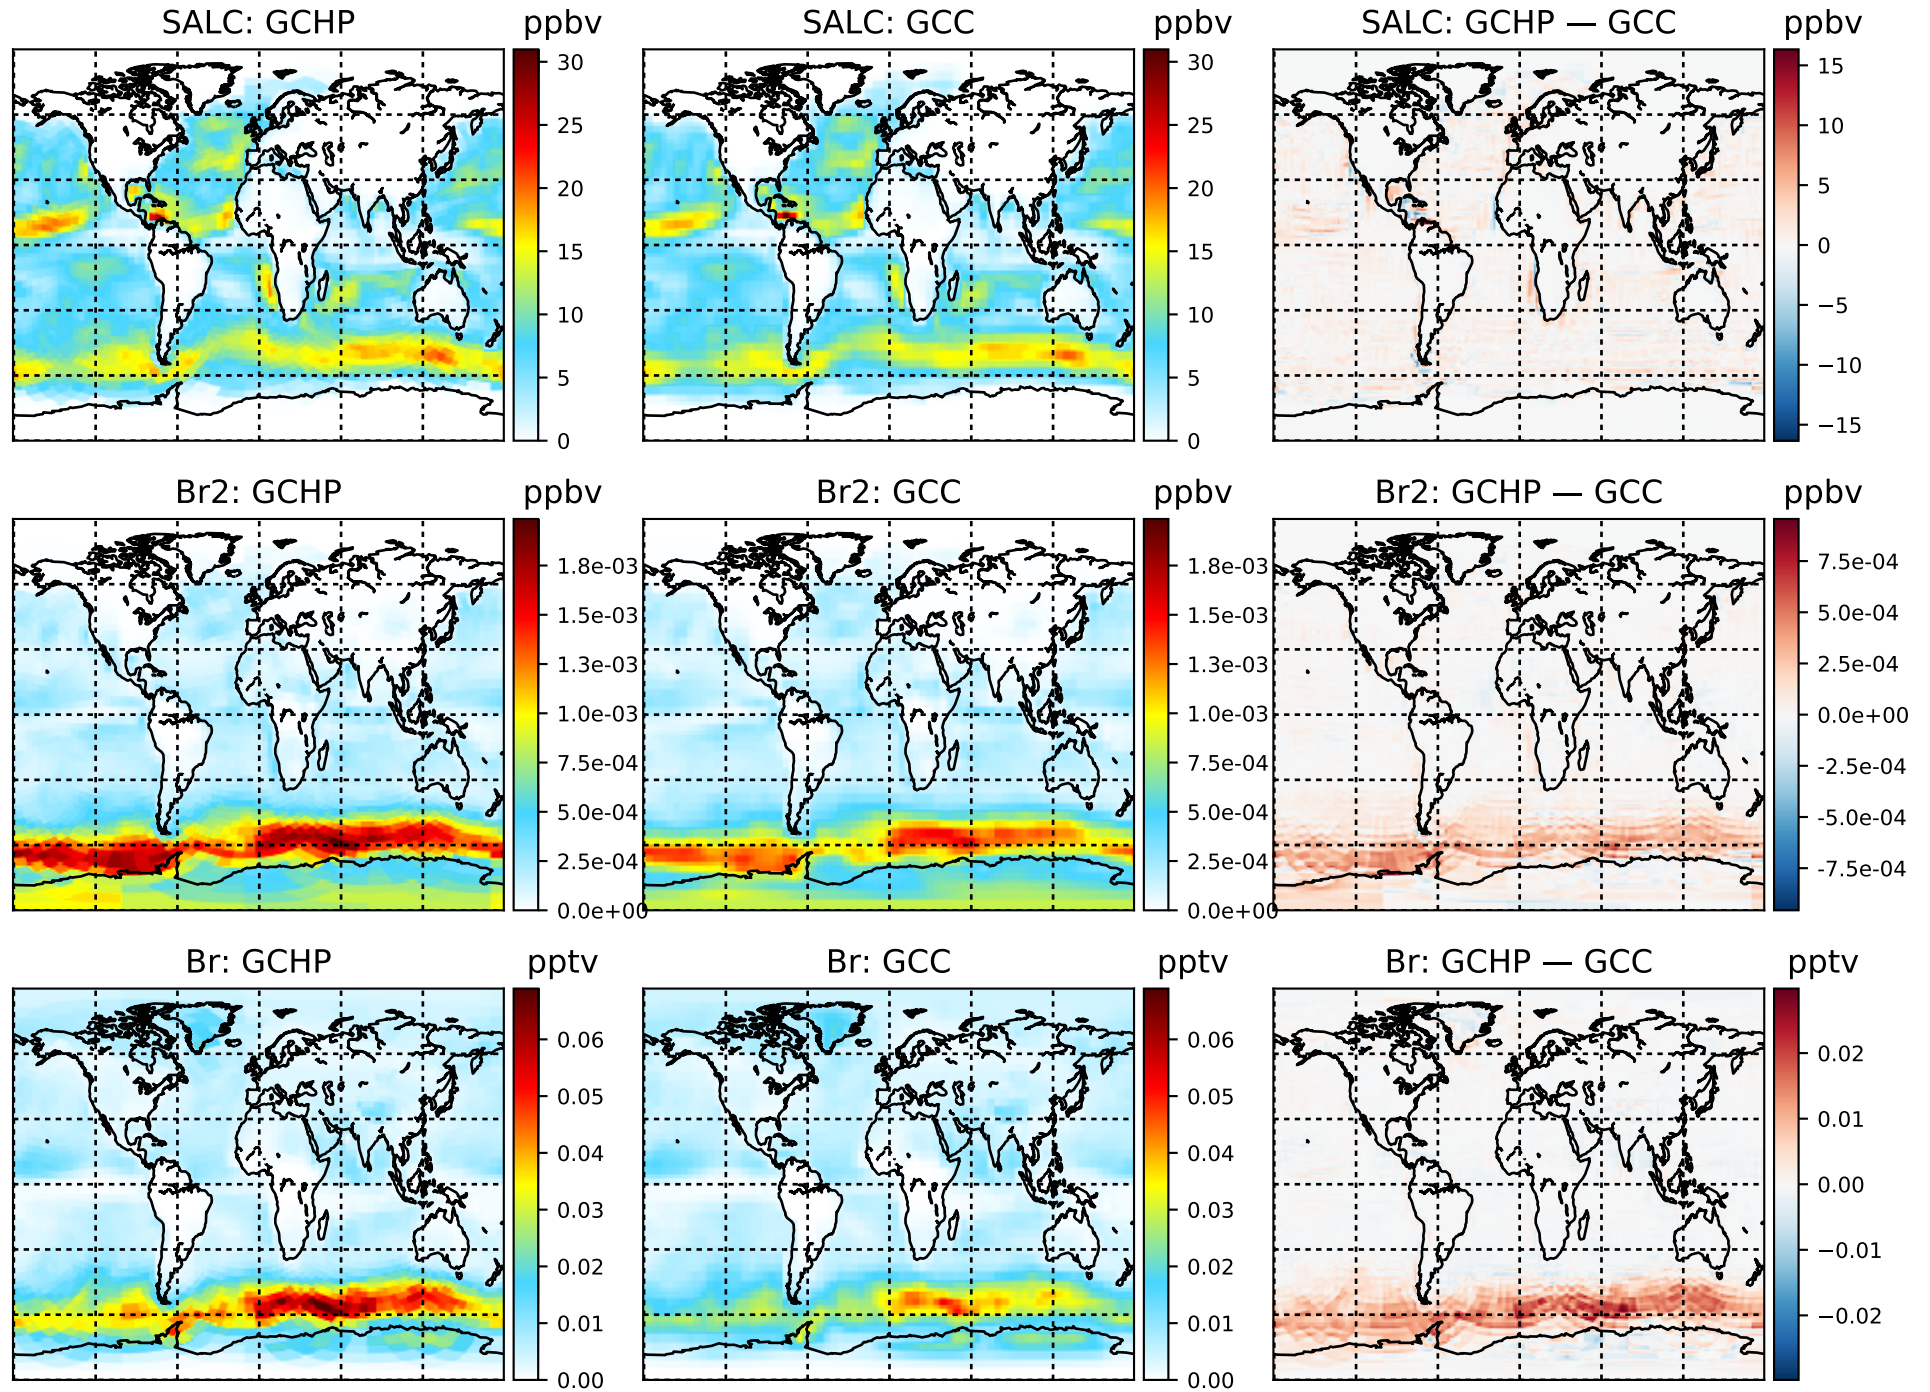 SALC: GCHP
ppbv
SALC: GCC
ppbv
SALC: GCHP — GCC
ppbv
30
25
20
15
10
5
0
30
25
20
15
10
5
0
15
10
5
0
−5
−10
−15
Br2: GCHP
ppbv
Br2: GCC
ppbv
Br2: GCHP — GCC
ppbv
1.8e-03
1.5e-03
1.3e-03
1.0e-03
7.5e-04
5.0e-04
2.5e-04
0.0e+00
1.8e-03
1.5e-03
1.3e-03
1.0e-03
7.5e-04
5.0e-04
2.5e-04
0.0e+00
7.5e-04
5.0e-04
2.5e-04
0.0e+00
-2.5e-04
-5.0e-04
-7.5e-04
Br: GCHP
pptv
Br: GCC
pptv
Br: GCHP — GCC
pptv
0.06
0.05
0.04
0.03
0.02
0.01
0.00
0.06
0.05
0.04
0.03
0.02
0.01
0.00
0.02
0.01
0.00
−0.01
−0.02